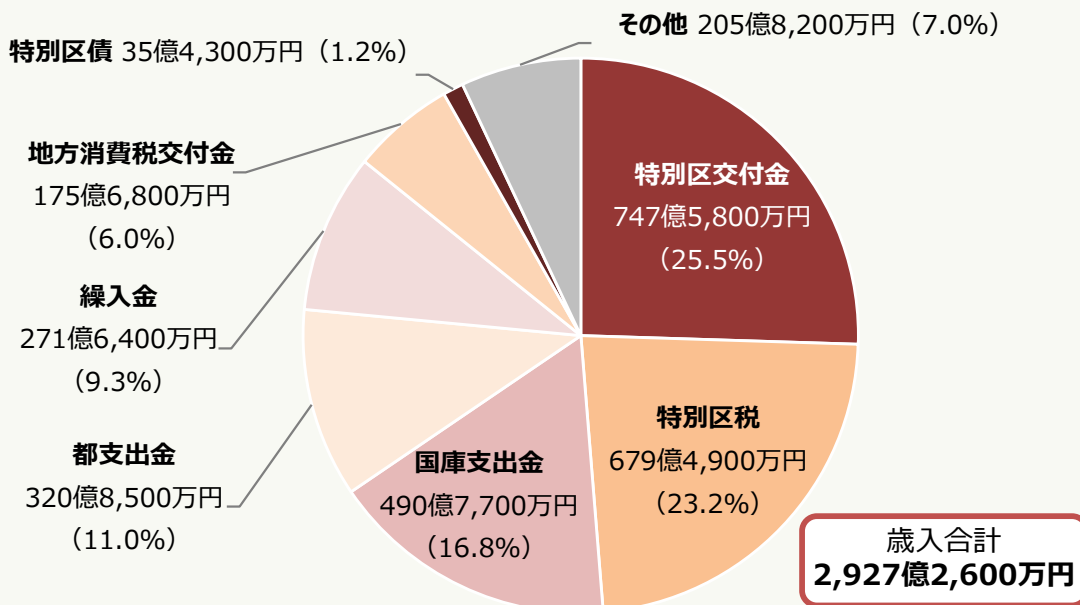 その他 205億8,200万円（7.0%）
特別区債 35億4,300万円（1.2%）
地方消費税交付金
175億6,800万円
（6.0%）
繰入金
271億6,400万円
（9.3%）
都支出金
320億8,500万円
（11.0%）
国庫支出金
490億7,700万円
（16.8%）
特別区税
679億4,900万円
（23.2%）
特別区交付金
747億5,800万円
（25.5%）
歳入合計
2,927億2,600万円